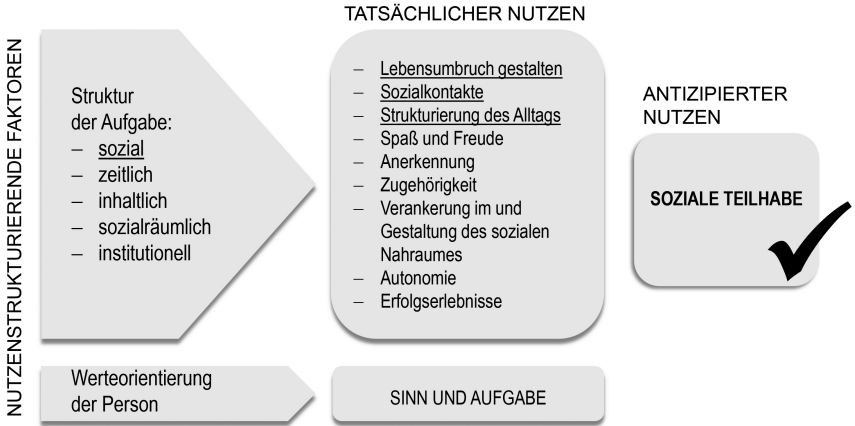 TATSÄCHLICHER NUTZEN
NUTZENSTRUKTURIERENDE FAKTOREN
Struktur
der Aufgabe:
– sozial
– zeitlich
– inhaltlich
– sozialräumlich
– institutionell
– Lebensumbruch gestalten
– Sozialkontakte
– Strukturierung des Alltags
– Spaß und Freude
– Anerkennung
– Zugehörigkeit
– Verankerung im und
Gestaltung des sozialen
Nahraumes
– Autonomie
– Erfolgserlebnisse
ANTIZIPIERTER
NUTZEN
SOZIALE TEILHABE
Werteorientierung
der Person
SINN UND AUFGABE